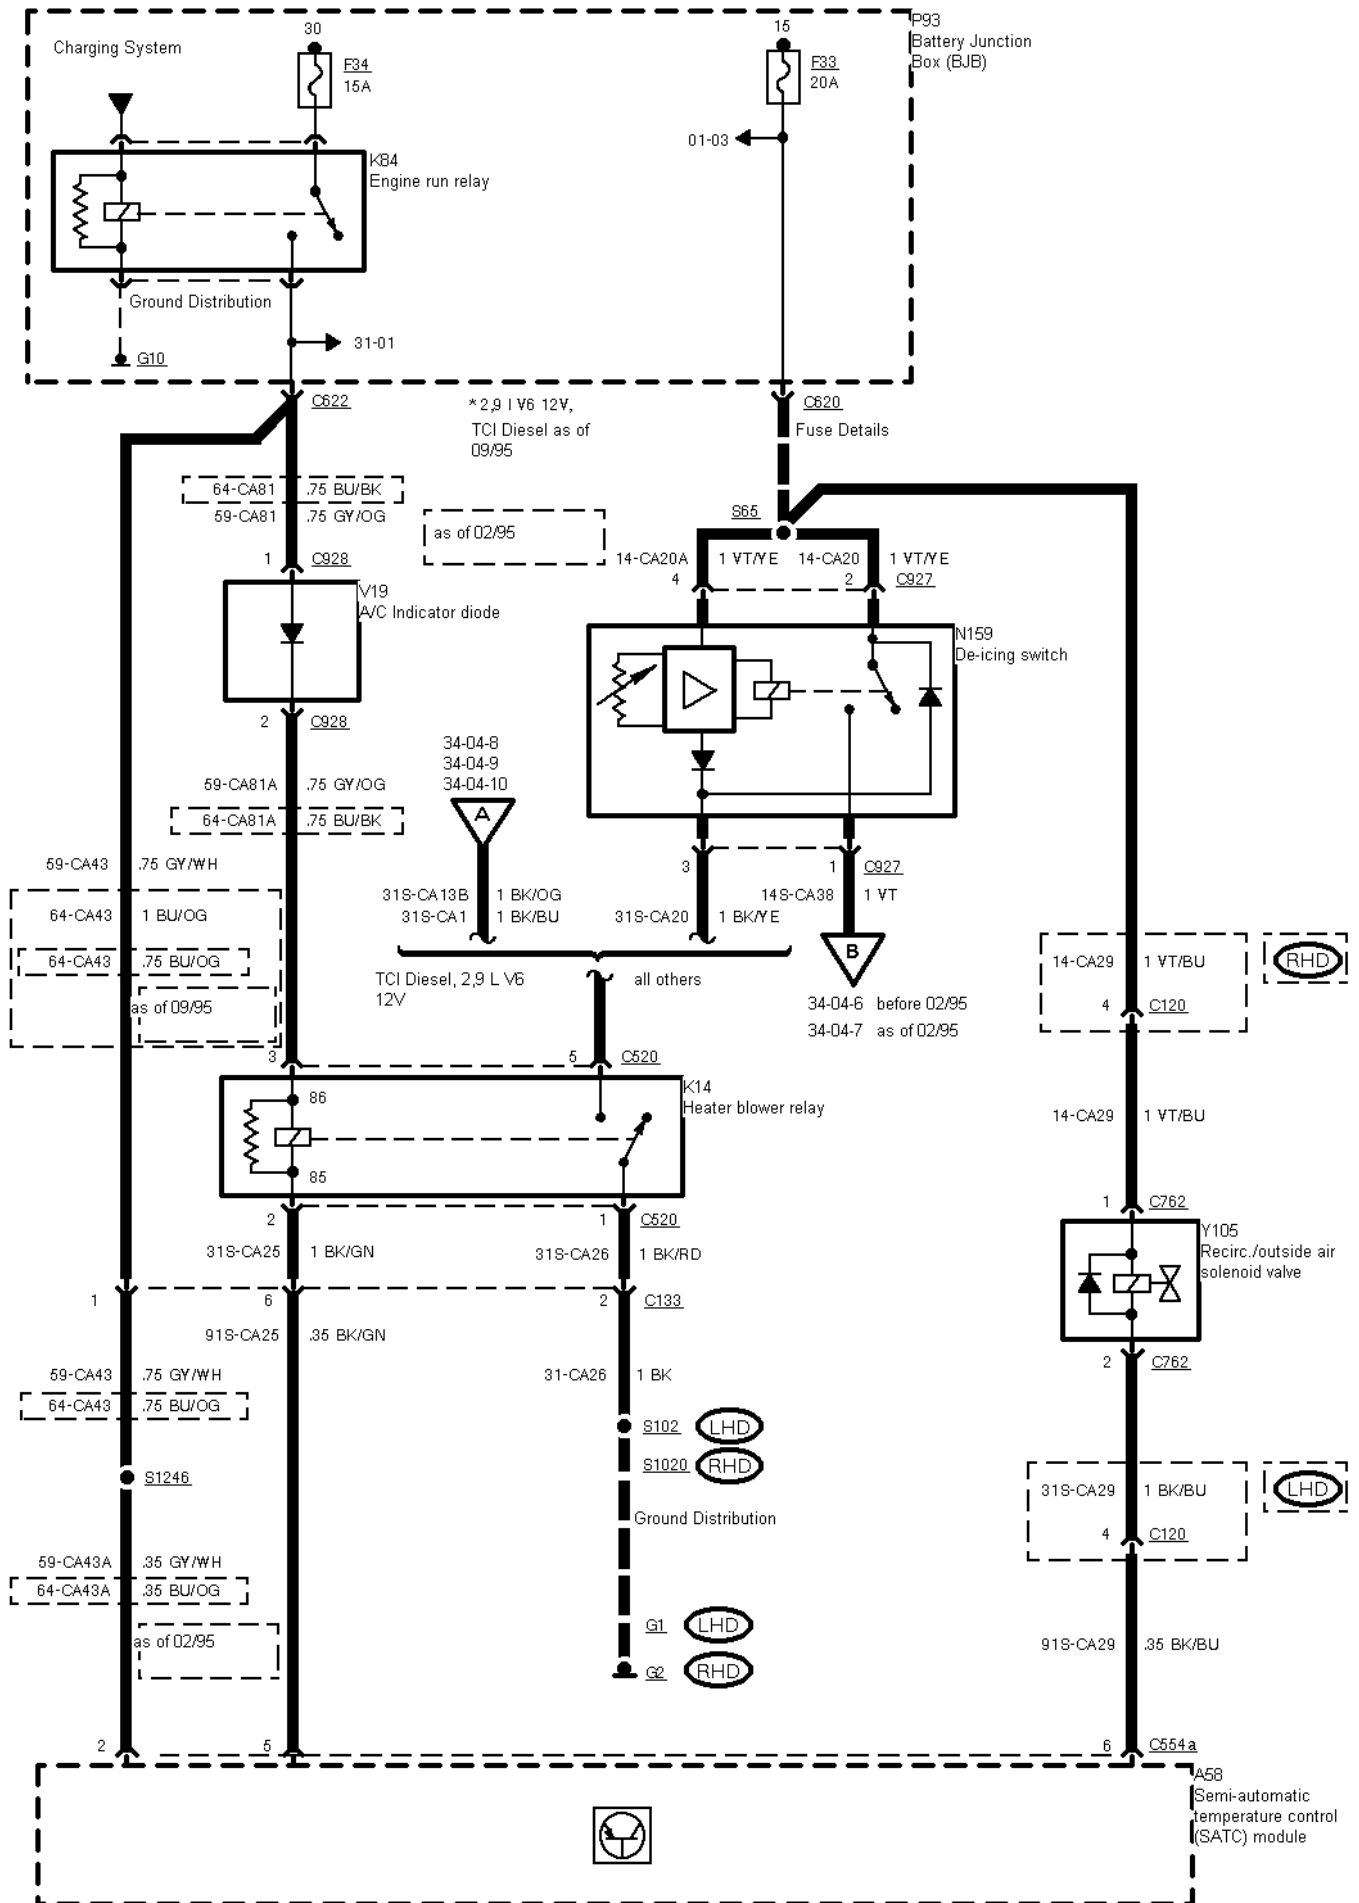 30
15
P93
Battery Junction
Box (BJB)
Charging System
F34
15A
F33
20A
01-03
K84
Engine run relay
Ground Distribution
G10
31-01
C622
* 2,9 l V6 12V,
TCI Diesel as of
09/95
C620
Fuse Details
64-CA81 .75 BU/BK
59-CA81 .75 GY/OG
as of 02/95
S65
14-CA20A 1 VT/YE 14-CA20 1 VT/YE
1 C928
4 2 C927
V19
A/C Indicator diode
N159
De-icing switch
2 C928
34-04-8
34-04-9
34-04-10
59-CA81A .75 GY/OG
A
64-CA81A .75 BU/BK
59-CA43 .75 GY/WH
3 1 C927
31S-CA13B 1 BK/OG
14S-CA38 1 VT
64-CA43 1 BU/OG
31S-CA1 1 BK/BU
31S-CA20 1 BK/YE
B
64-CA43 .75 BU/OG
14-CA29 1 VT/BU
RHD
TCI Diesel, 2,9 L V6
12V
all others
as of 09/95
34-04-6 before 02/95
34-04-7 as of 02/95
4 C120
3 5 C520
K14
Heater blower relay
86
85
14-CA29 1 VT/BU
2 1 C520
1 C762
31S-CA25 1 BK/GN
31S-CA26 1 BK/RD
Y105
Recirc./outside air
solenoid valve
1 6 2 C133
91S-CA25 .35 BK/GN
2 C762
59-CA43 .75 GY/WH
31-CA26 1 BK
64-CA43 .75 BU/OG
S102 LHD
S1020 RHD
S1246
31S-CA29 1 BK/BU
LHD
Ground Distribution
4 C120
59-CA43A .35 GY/WH
64-CA43A .35 BU/OG
G1 LHD
as of 02/95
91S-CA29 .35 BK/BU
G2 RHD
2 5 6 C554a
A58
Semi-automatic
temperature control
(SATC) module